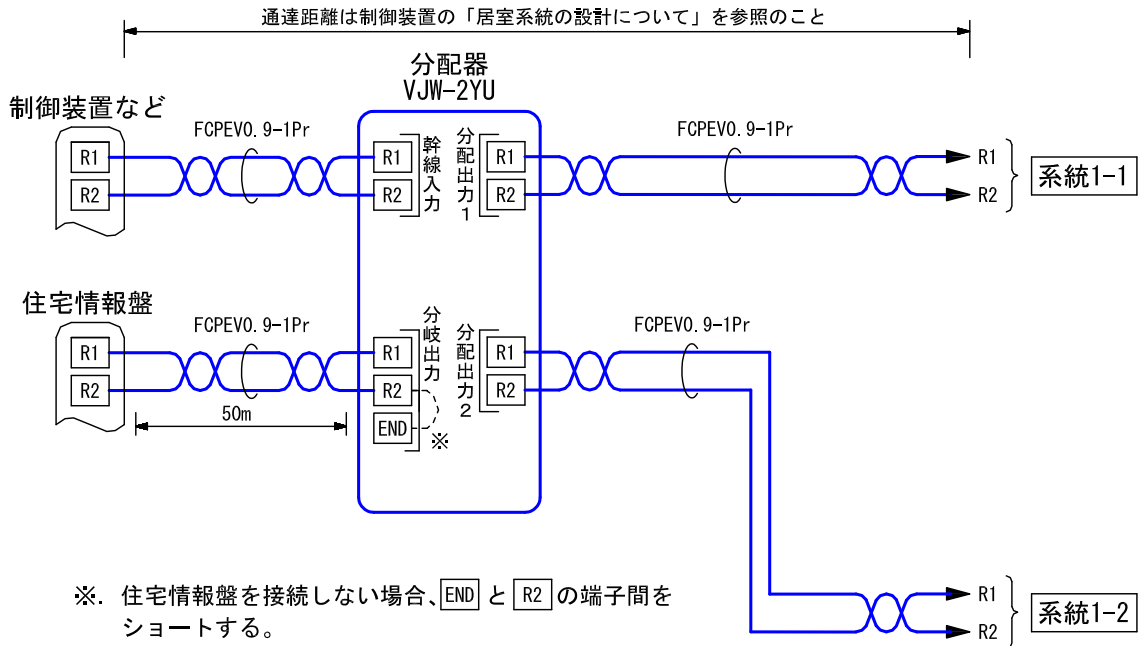 通達距離は制御装置の「居室系統の設計について」を参照のこと
分配器
VJW-2YU
制御装置など
FCPEV0.9-1Pr
FCPEV0.9-1Pr
R1
R2
R1
R2
幹線入力
分配出力1
R1
R2
R1
R2
系統1-1
住宅情報盤
FCPEV0.9-1Pr
FCPEV0.9-1Pr
R1
R2
50m
R1
R2
END
※
分岐出力
分配出力2
R1
R2
※. 住宅情報盤を接続しない場合、END と R2 の端子間を
ショートする。
R1
R2
系統1-2